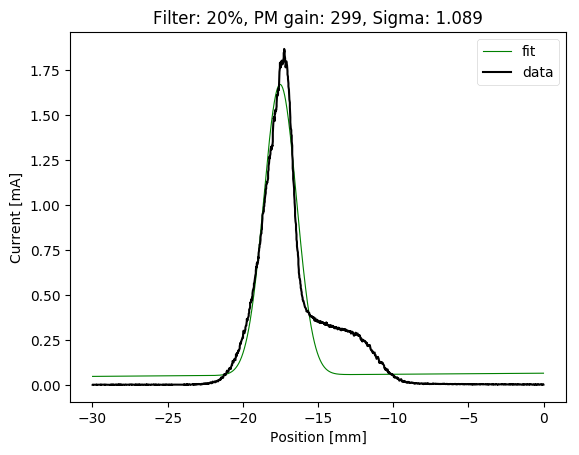 Filter: 20%, PM gain: 299, Sigma: 1.089
fit
data
1.75
1.50
1.25
1.00
0.75
0.50
0.25
0.00
Current [mA]
−30 −25 −20 −15 −10 −5 0
Position [mm]